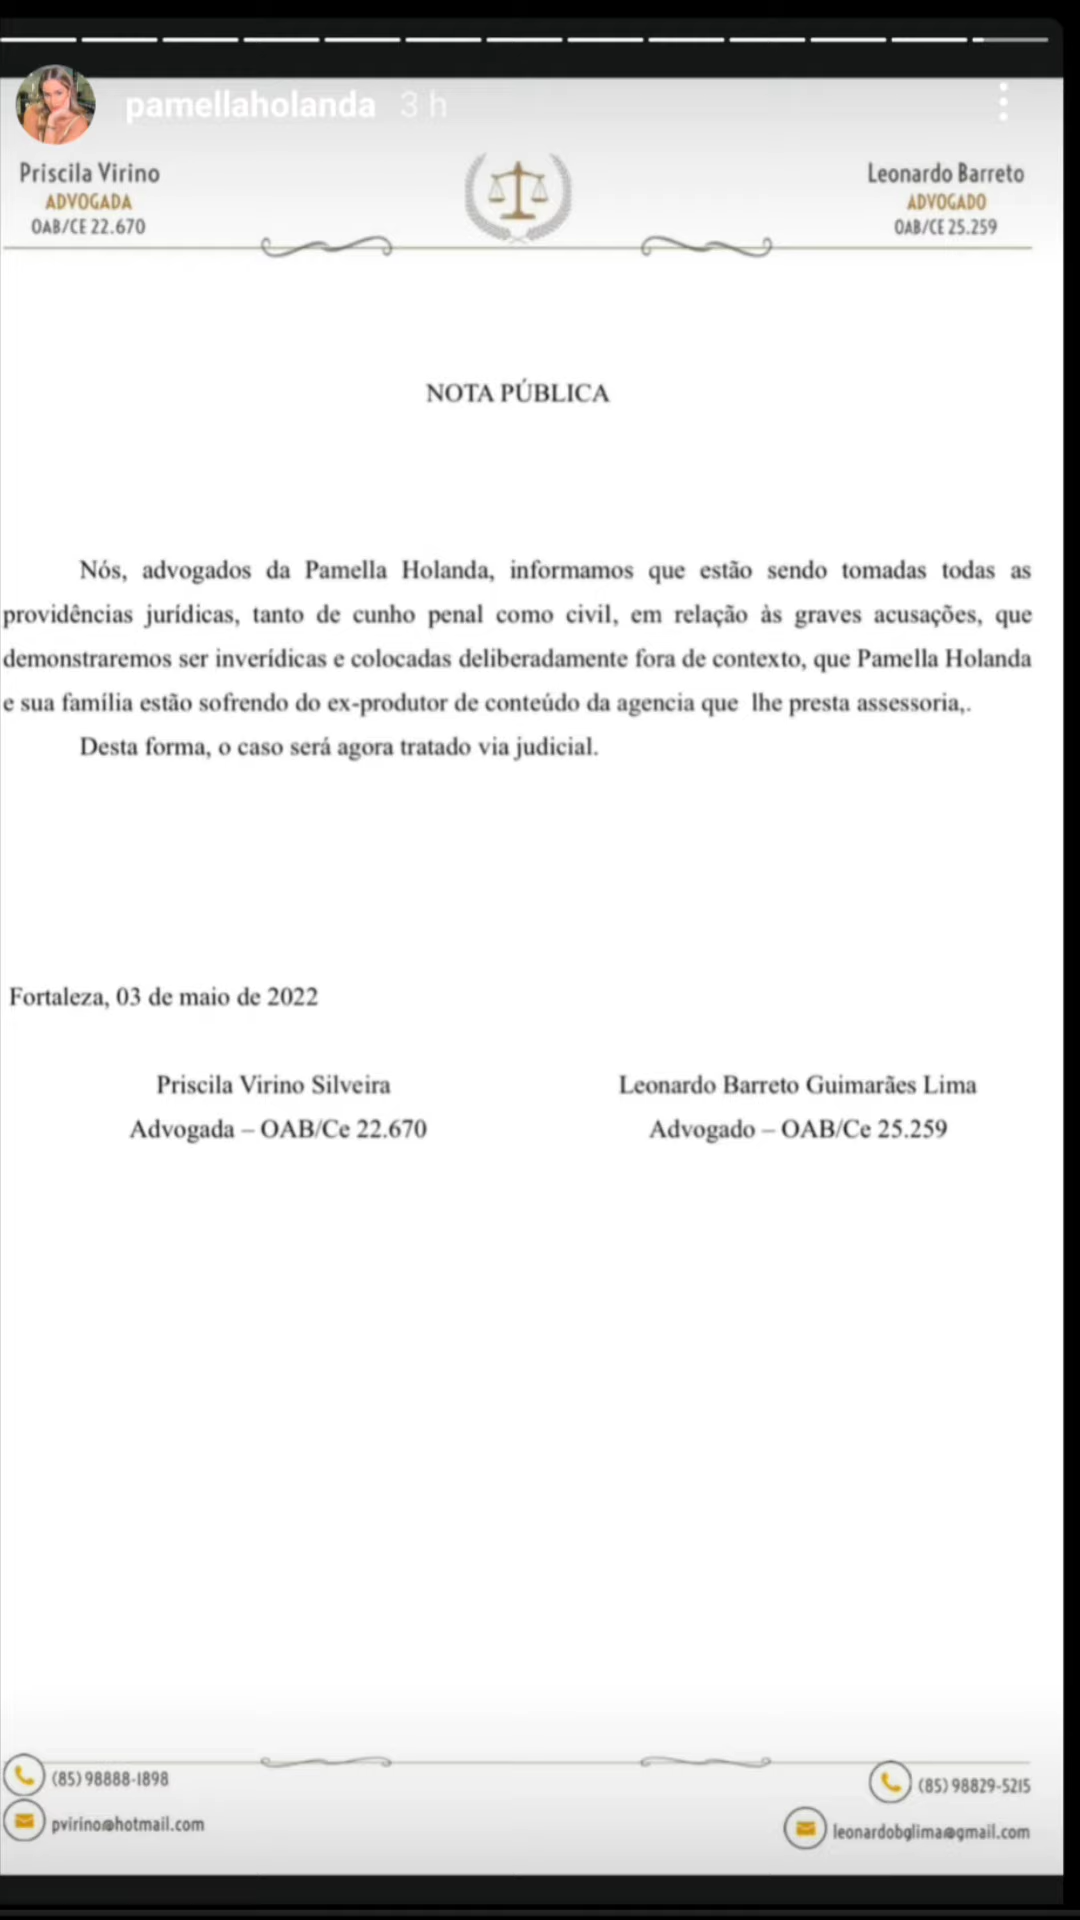 pamellaholanda 3 h
Priscila Virino
ADVOGADA
OAB/CE 22.670
Leonardo Barreto
ADVOGADO
OAB/CE 25.259
NOTA PÚBLICA
Nós, advogados da Pamella Holanda, informamos que estão sendo tomadas todas as
providências jurídicas, tanto de cunho penal como civil, em relação às graves acusações, que
demonstraremos ser inverídicas e colocadas deliberadamente fora de contexto, que Pamella Holanda
e sua família estão sofrendo do ex-produtor de conteúdo da agencia que lhe presta assessoria,.
Desta forma, o caso será agora tratado via judicial.
Fortaleza, 03 de maio de 2022
Priscila Virino Silveira
Advogada – OAB/Ce 22.670
Leonardo Barreto Guimarães Lima
Advogado – OAB/Ce 25.259
(85) 98888-1898
pvirino@hotmail.com
(85) 98829-5215
leonardobglima@gmail.com